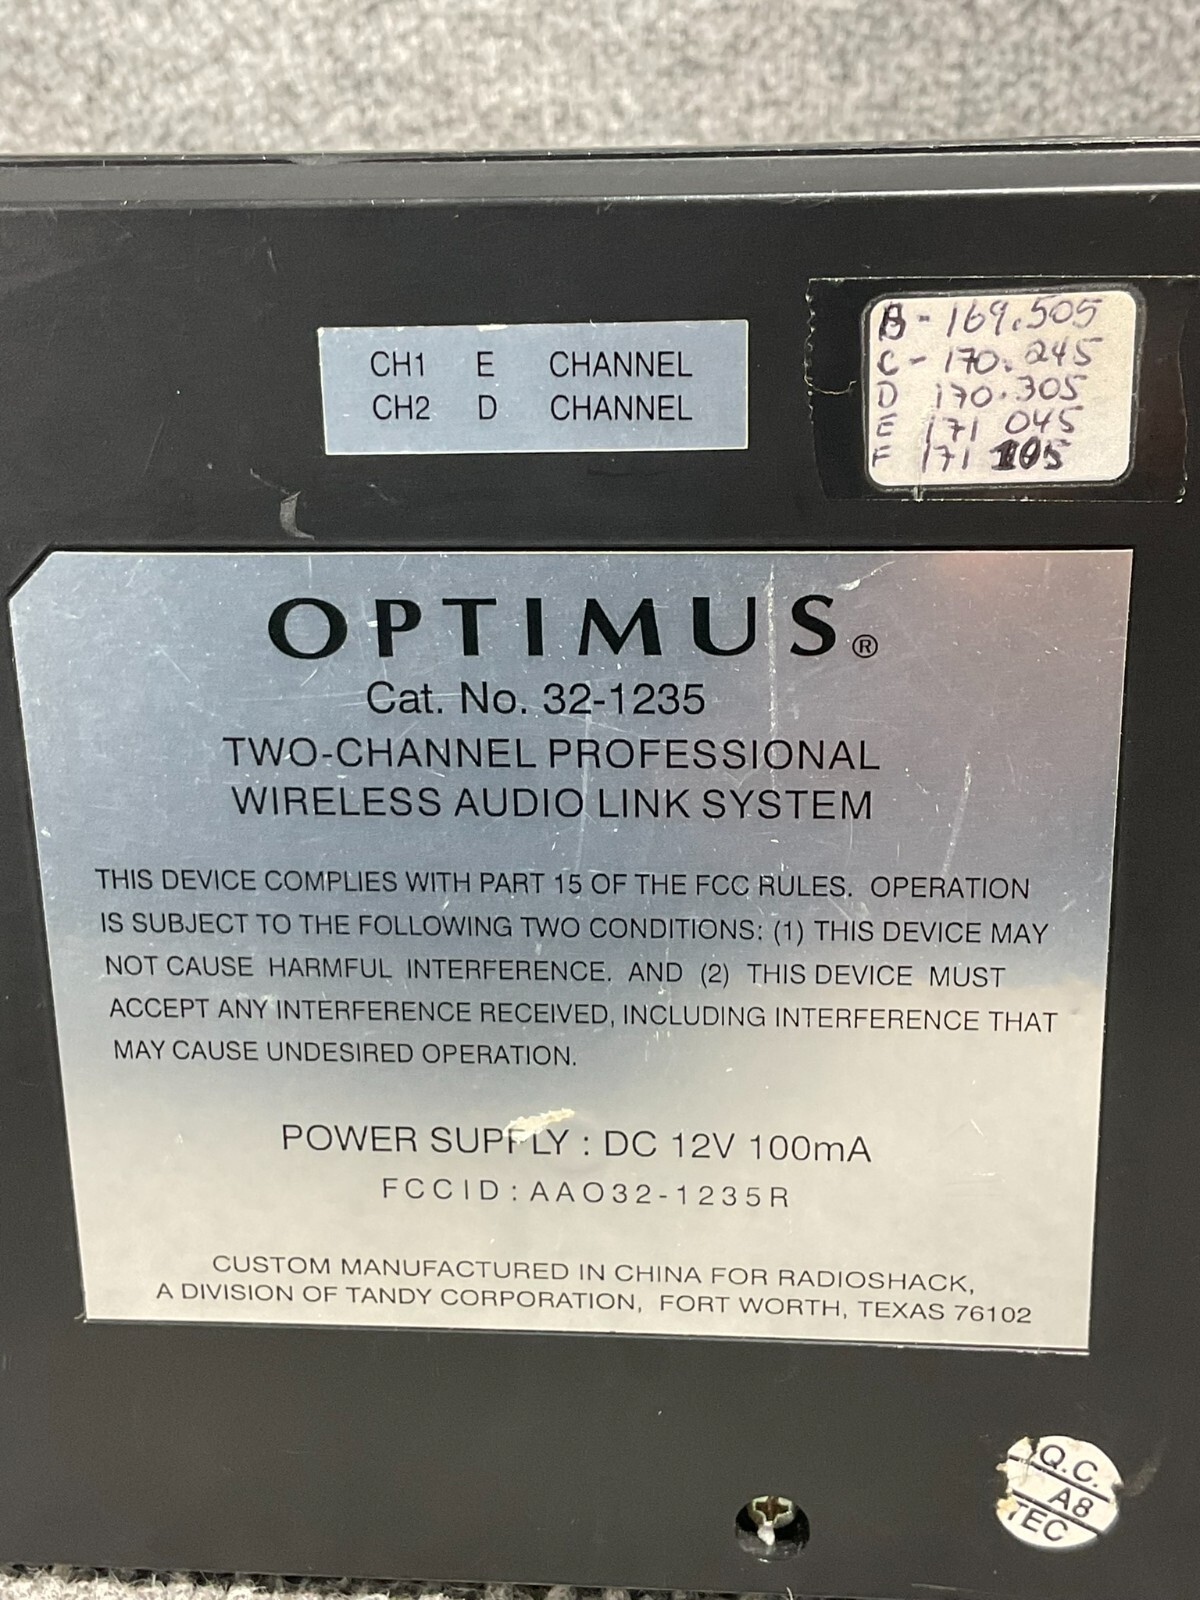 B - 169.505
C - 170.245
D 170.305
E 171 045
F 171 105
CH1 E CHANNEL
CH2 D CHANNEL
OPTIMUS®
Cat. No. 32-1235
TWO-CHANNEL PROFESSIONAL
WIRELESS AUDIO LINK SYSTEM
THIS DEVICE COMPLIES WITH PART 15 OF THE FCC RULES. OPERATION
IS SUBJECT TO THE FOLLOWING TWO CONDITIONS: (1) THIS DEVICE MAY
NOT CAUSE HARMFUL INTERFERENCE. AND (2) THIS DEVICE MUST
ACCEPT ANY INTERFERENCE RECEIVED, INCLUDING INTERFERENCE THAT
MAY CAUSE UNDESIRED OPERATION.
POWER SUPPLY : DC 12V 100mA
FCCID : AAO32-1235R
CUSTOM MANUFACTURED IN CHINA FOR RADIOSHACK,
A DIVISION OF TANDY CORPORATION, FORT WORTH, TEXAS 76102
Q.C.
A8
TEC